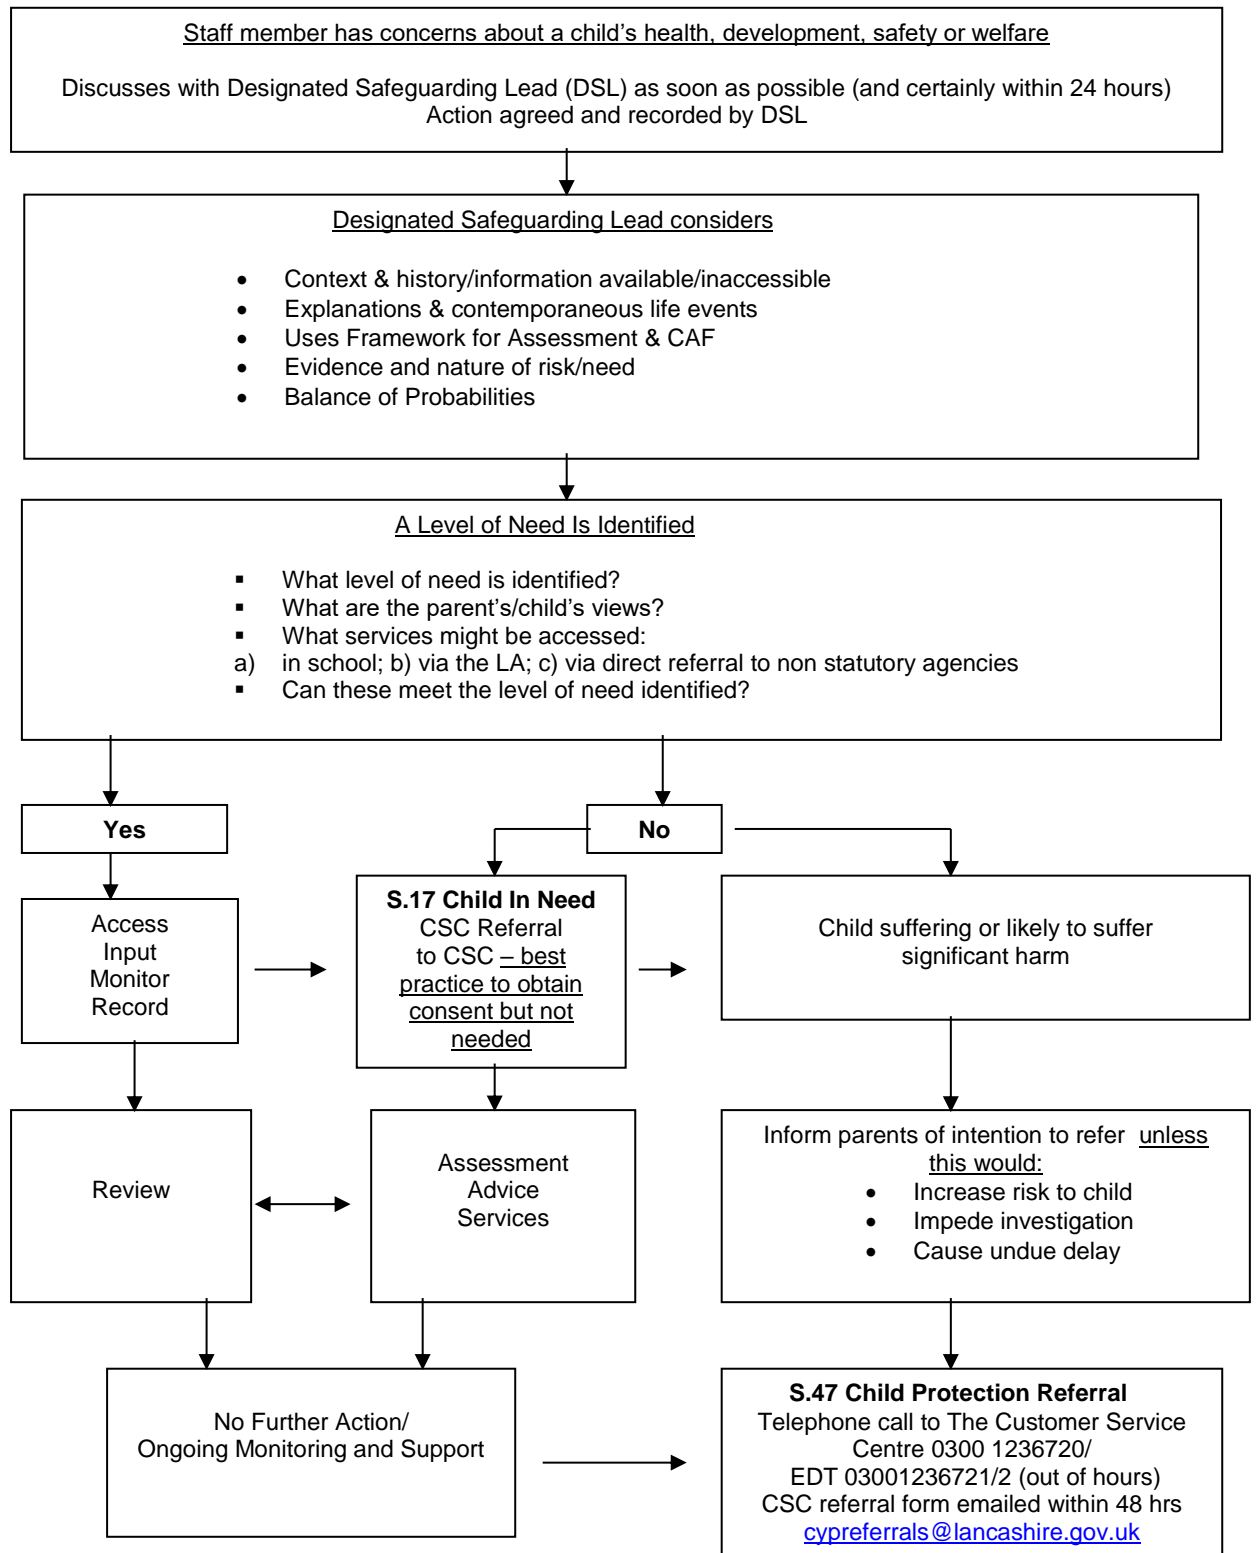 Staff member has concerns about a child's health, development, safety or welfare
Discusses with Designated Safeguarding Lead (DSL) as soon as possible (and certainly within 24 hours)
Action agreed and recorded by DSL
Designated Safeguarding Lead considers
• Context & history/information available/inaccessible
• Explanations & contemporaneous life events
• Uses Framework for Assessment & CAF
• Evidence and nature of risk/need
• Balance of Probabilities
A Level of Need Is Identified
▪ What level of need is identified?
▪ What are the parent's/child's views?
▪ What services might be accessed:
a) in school; b) via the LA; c) via direct referral to non statutory agencies
▪ Can these meet the level of need identified?
Yes
No
Access
Input
Monitor
Record
S.17 Child In Need
CSC Referral
to CSC – best
practice to obtain
consent but not
needed
Child suffering or likely to suffer
significant harm
Review
Assessment
Advice
Services
Inform parents of intention to refer unless
this would:
• Increase risk to child
• Impede investigation
• Cause undue delay
No Further Action/
Ongoing Monitoring and Support
S.47 Child Protection Referral
Telephone call to The Customer Service
Centre 0300 1236720/
EDT 03001236721/2 (out of hours)
CSC referral form emailed within 48 hrs
cypreferrals@lancashire.gov.uk